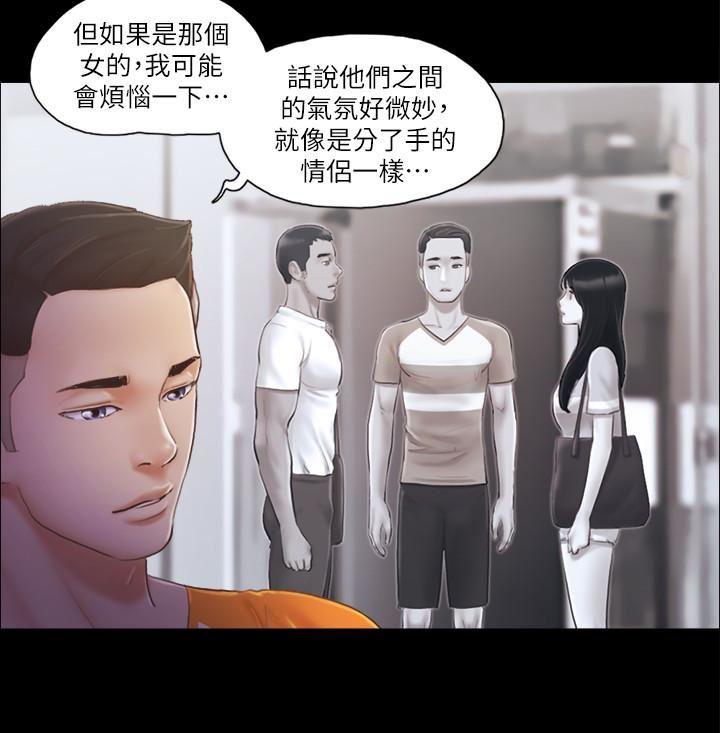 但如果是那個
女的，我可能
會煩惱一下…
話說他們之間
的氣氛好微妙，
就像是分了手的
情侶一樣…